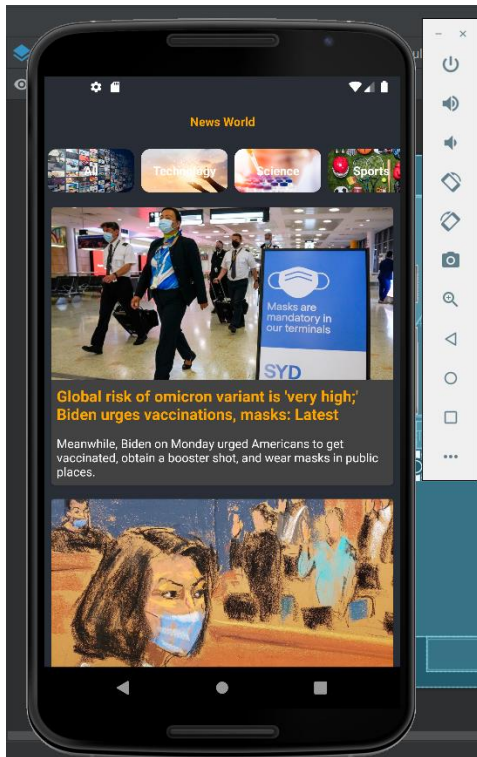 ul
News World
All
Technology
Science
Sports
Masks are
mandatory in
our terminals
SYD
Global risk of omicron variant is 'very high;'
Biden urges vaccinations, masks: Latest
Meanwhile, Biden on Monday urged Americans to get
vaccinated, obtain a booster shot, and wear masks in public
places.